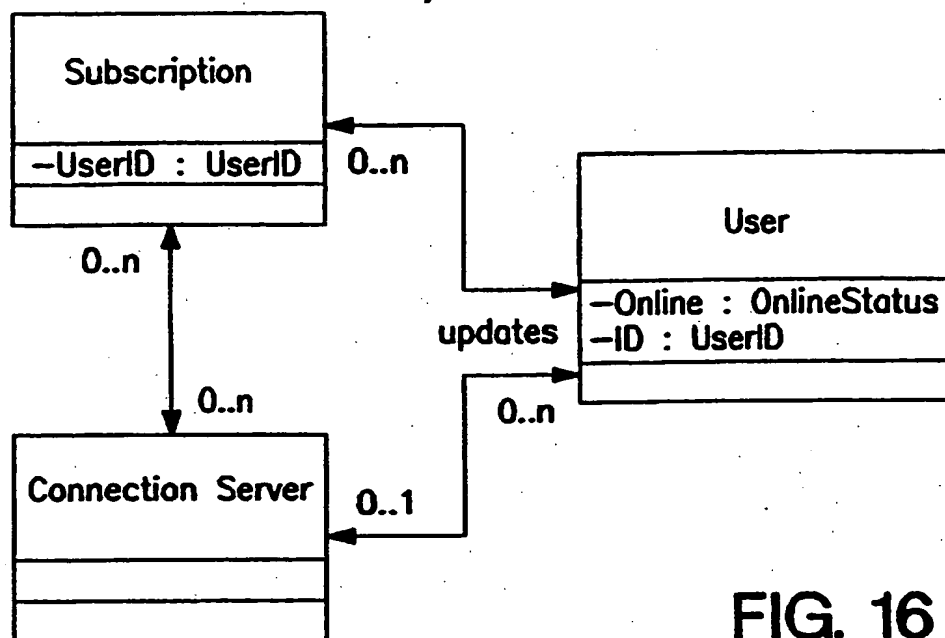 Subscription
–UserID : UserID
0..n
0..n
User
–Online : OnlineStatus
–ID : UserID
updates
0..n
0..n
Connection Server
0..1
FIG. 16